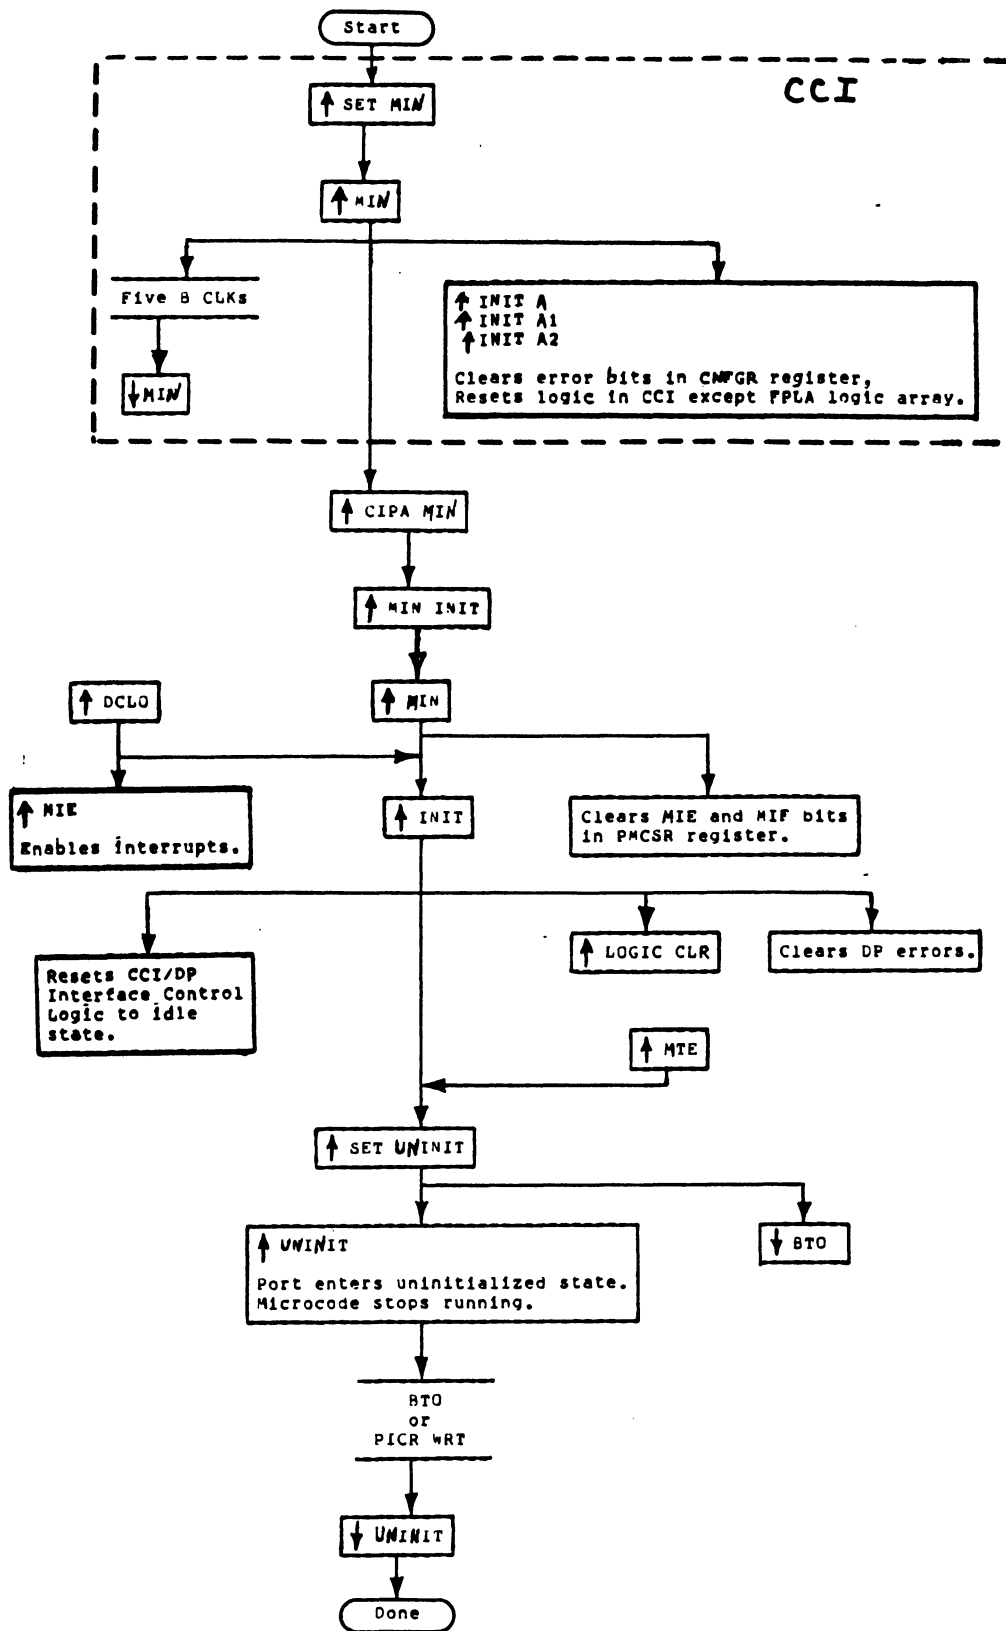 Start
CCI
↑ SET MIN
↑ MIN
Five B CLKs
↓ MIN
↑ INIT A
↑ INIT A1
↑ INIT A2
Clears error bits in CNFGR register,
Resets logic in CCI except FPLA logic array.
↑ CIPA MIN
↑ MIN INIT
↑ DCLO
↑ MIN
↑ MIE
Enables interrupts.
↑ INIT
Clears MIE and MIF bits
in PMCSR register.
Resets CCI/DP
Interface Control
Logic to idle
state.
↑ LOGIC CLR
Clears DP errors.
↑ MTE
↑ SET UNINIT
↑ UNINIT
Port enters uninitialized state.
Microcode stops running.
↓ BTO
BTO
or
PICR WRT
↓ UNINIT
Done